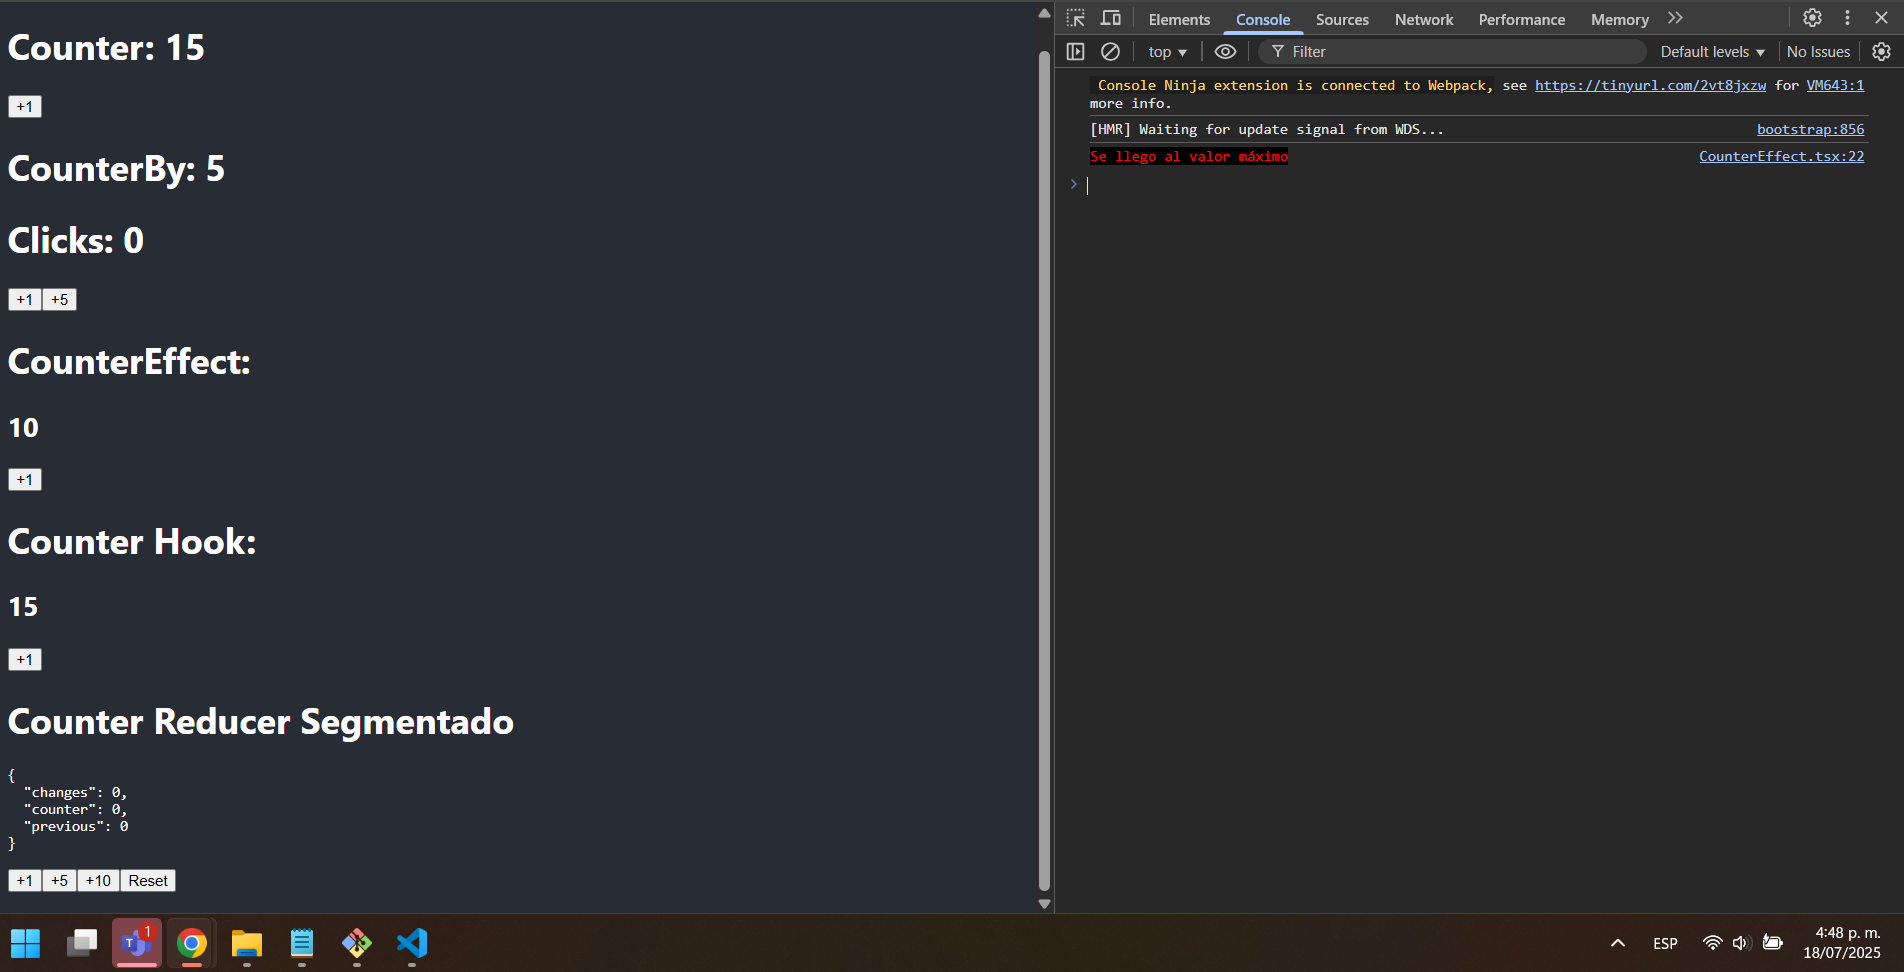 Counter: 15
+1
CounterBy: 5
Clicks: 0
+1 +5
CounterEffect:
10
+1
Counter Hook:
15
+1
Counter Reducer Segmentado
{
"changes": 0,
"counter": 0,
"previous": 0
}
+1 +5 +10 Reset
Elements Console Sources Network Performance Memory
top Filter Default levels No Issues
Console Ninja extension is connected to Webpack, see https://tinyurl.com/2vt8jxzw for VM643:1
more info.
[HMR] Waiting for update signal from WDS... bootstrap:856
Se llego al valor máximo CounterEffect.tsx:22
T 1
ESP
4:48 p. m.
18/07/2025